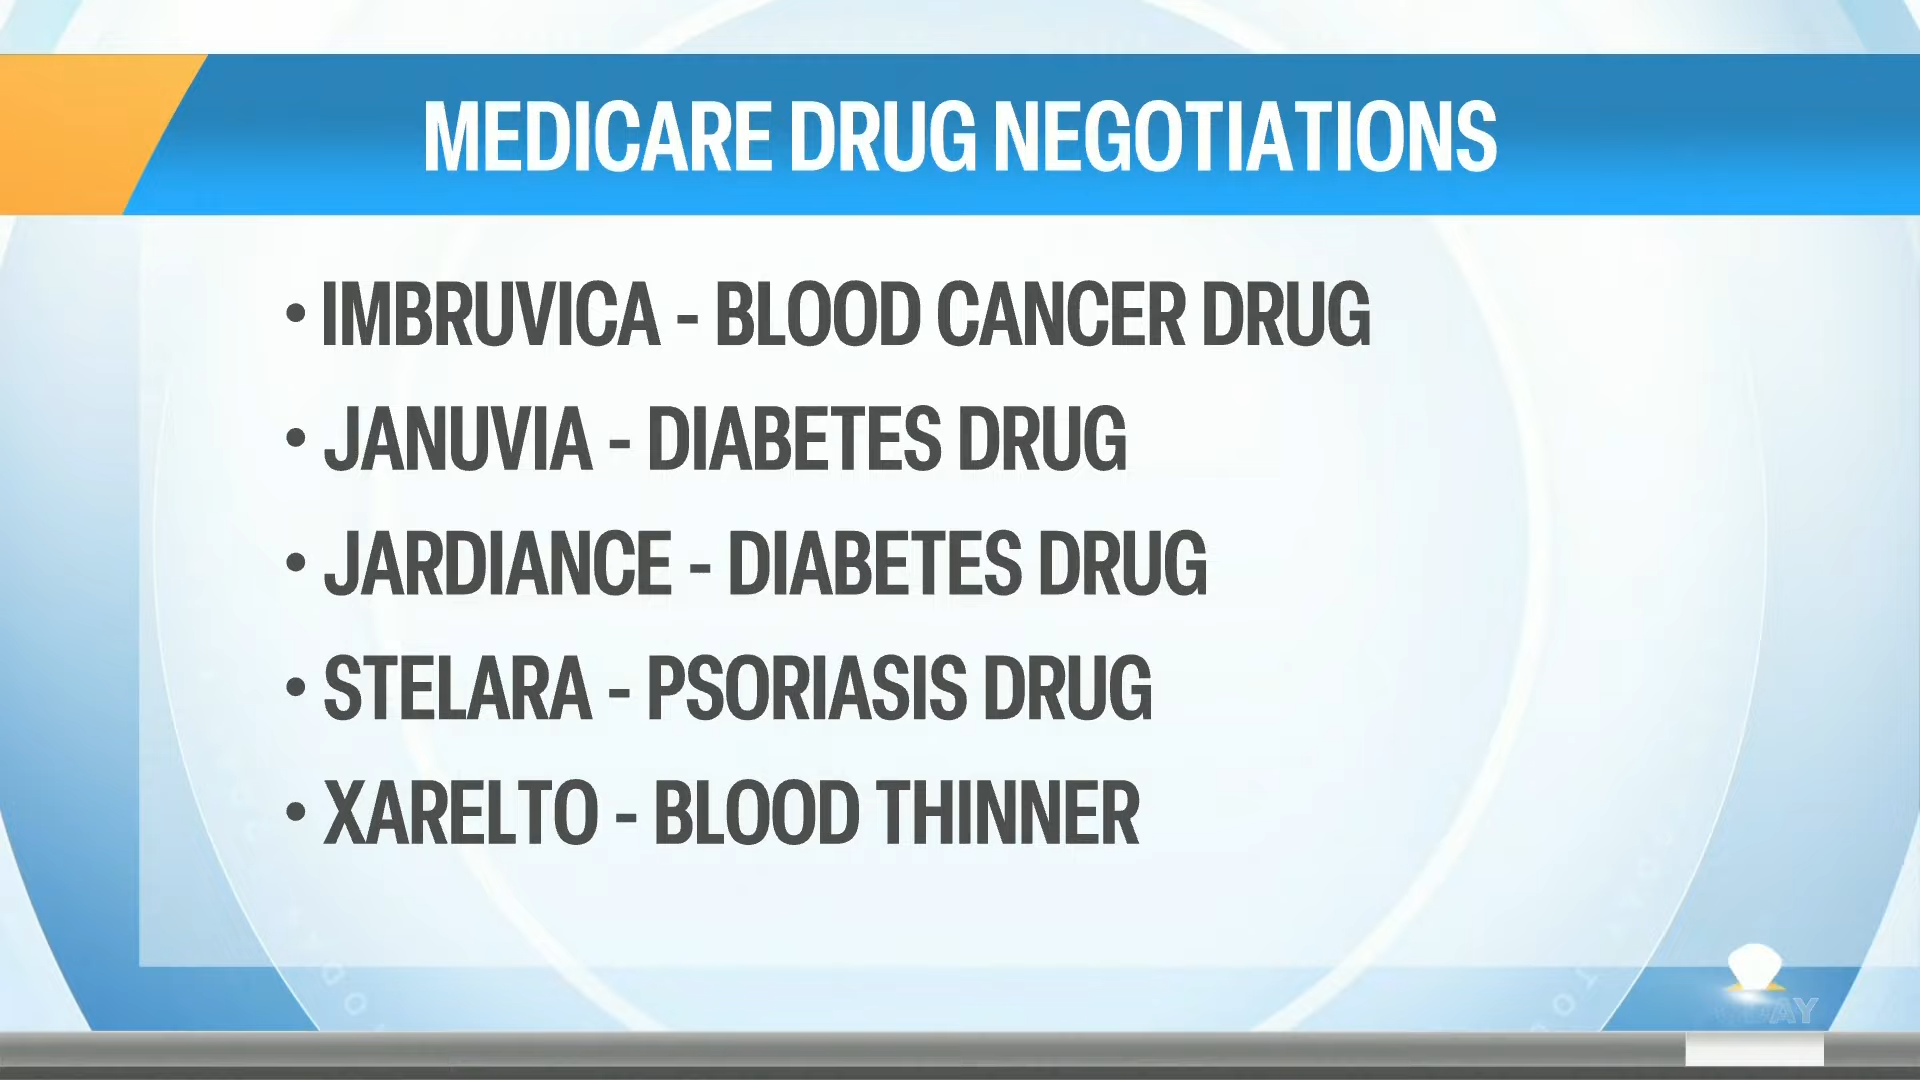 MEDICARE DRUG NEGOTIATIONS
• IMBRUVICA - BLOOD CANCER DRUG
• JANUVIA - DIABETES DRUG
• JARDIANCE - DIABETES DRUG
• STELARA - PSORIASIS DRUG
• XARELTO - BLOOD THINNER